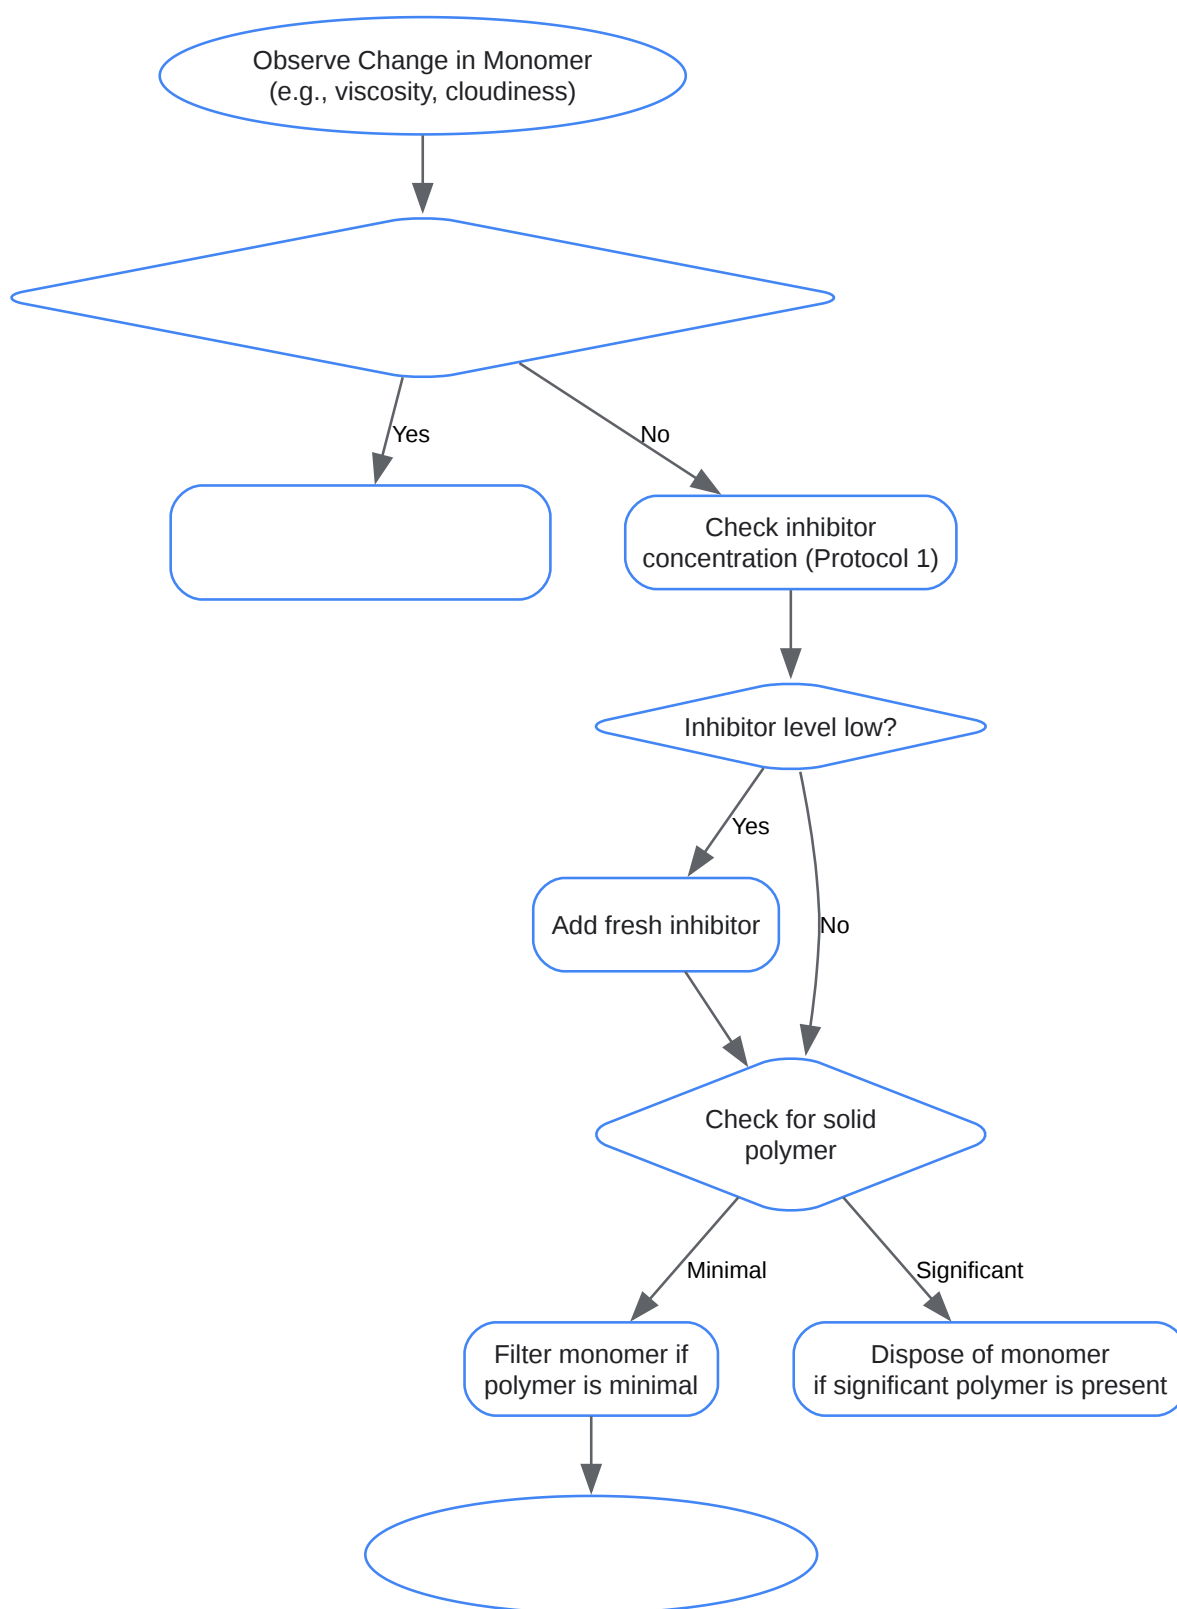 Observe Change in Monomer
(e.g., viscosity, cloudiness)
Yes
No
Check inhibitor
concentration (Protocol 1)
Inhibitor level low?
Yes
Add fresh inhibitor
No
Check for solid
polymer
Minimal
Significant
Filter monomer if
polymer is minimal
Dispose of monomer
if significant polymer is present